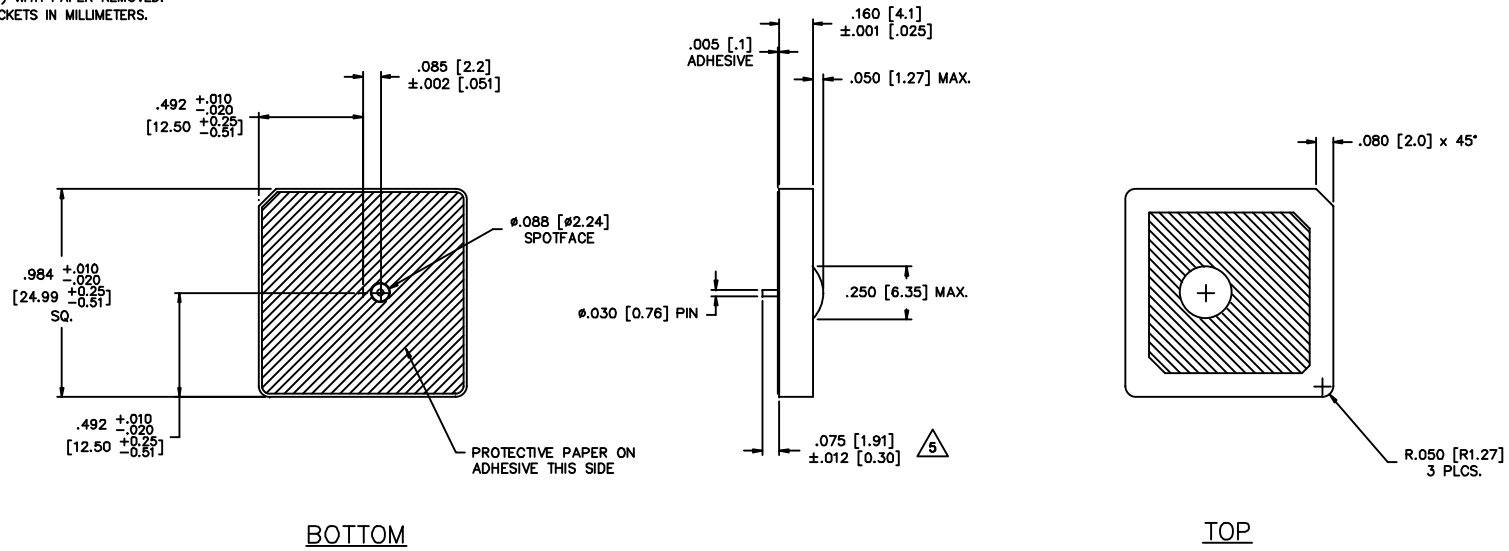 WITH PAPER REMOVED.
IN MILLIMETERS.
.085 [2.2]
±.002 [.051]
.492 +.010 -.020
[12.50 +0.25 -0.51]
.984 +.010 -.020
[24.99 +0.25 -0.51]
SQ.
.492 +.010 -.020
[12.50 +0.25 -0.51]
ø.088 [ø2.24]
SPOTFACE
PROTECTIVE PAPER ON
ADHESIVE THIS SIDE
BOTTOM
.160 [4.1]
±.001 [.025]
.005 [.1]
ADHESIVE
.050 [1.27] MAX.
.250 [6.35] MAX.
ø.030 [0.76] PIN
.075 [1.91]
±.012 [0.30]
5
.080 [2.0] x 45°
R.050 [R1.27]
3 PLCS.
TOP